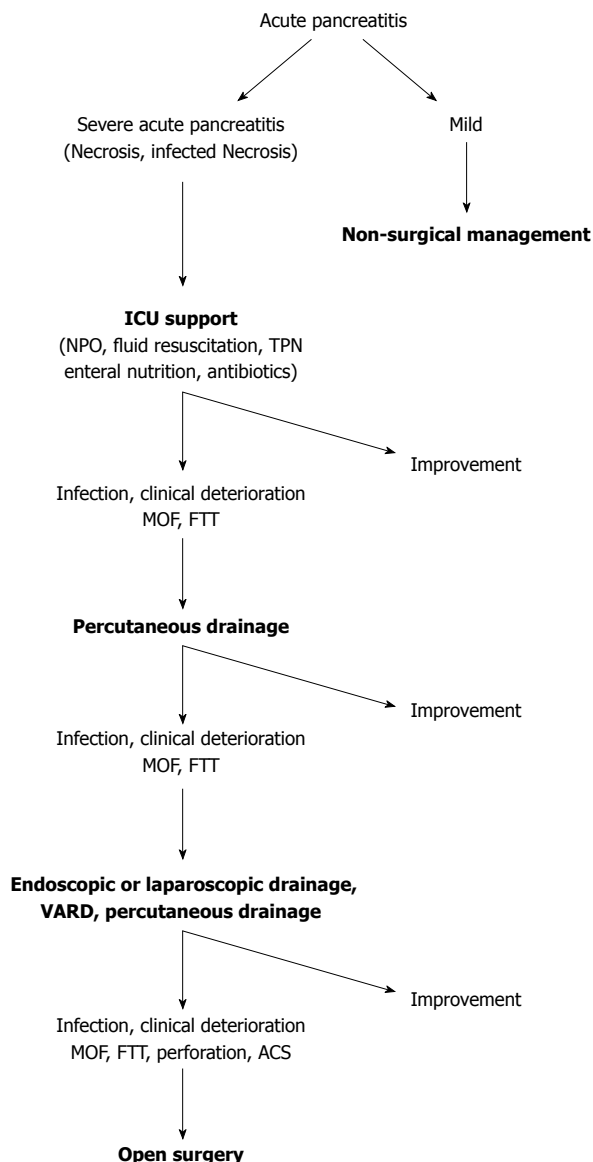 Acute pancreatitis
Severe acute pancreatitis
(Necrosis, infected Necrosis)
Mild
Non-surgical management
ICU support
(NPO, fluid resuscitation, TPN
enteral nutrition, antibiotics)
Improvement
Infection, clinical deterioration
MOF, FTT
Percutaneous drainage
Improvement
Infection, clinical deterioration
MOF, FTT
Endoscopic or laparoscopic drainage,
VARD, percutaneous drainage
Improvement
Infection, clinical deterioration
MOF, FTT, perforation, ACS
Open surgery